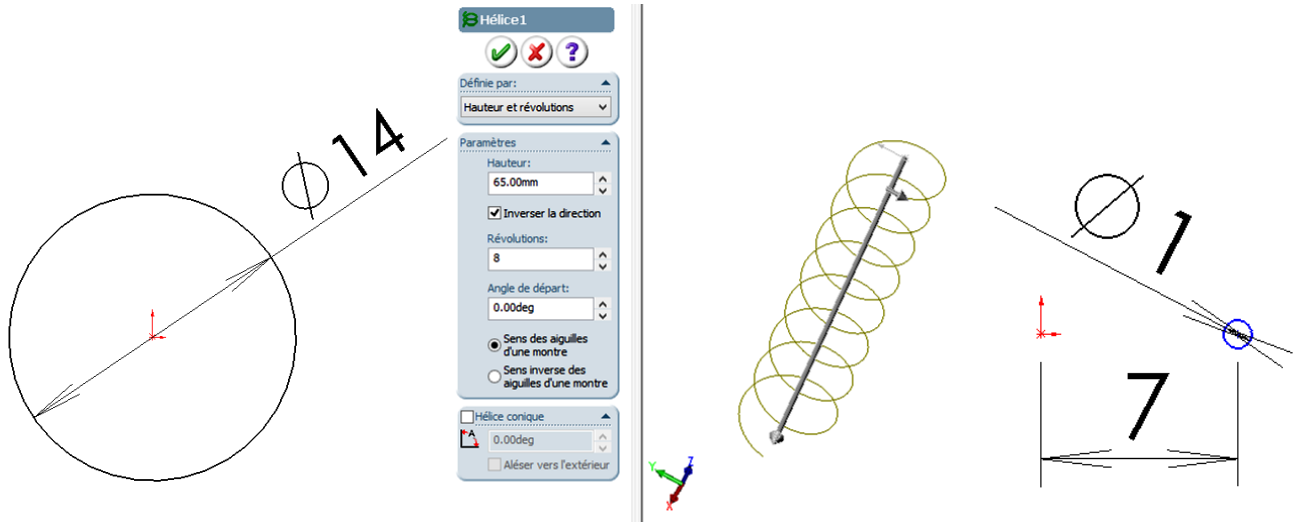 Ø 14
Hélice1
Définie par:
Hauteur et révolutions
Paramètres
Hauteur:
65.00mm
Inverser la direction
Révolutions:
8
Angle de départ:
0.00deg
Sens des aiguilles
d'une montre
Sens inverse des
aiguilles d'une montre
Hélice conique
A
0.00deg
Aléser vers l'extérieur
Y
Z
X
Ø 1
7